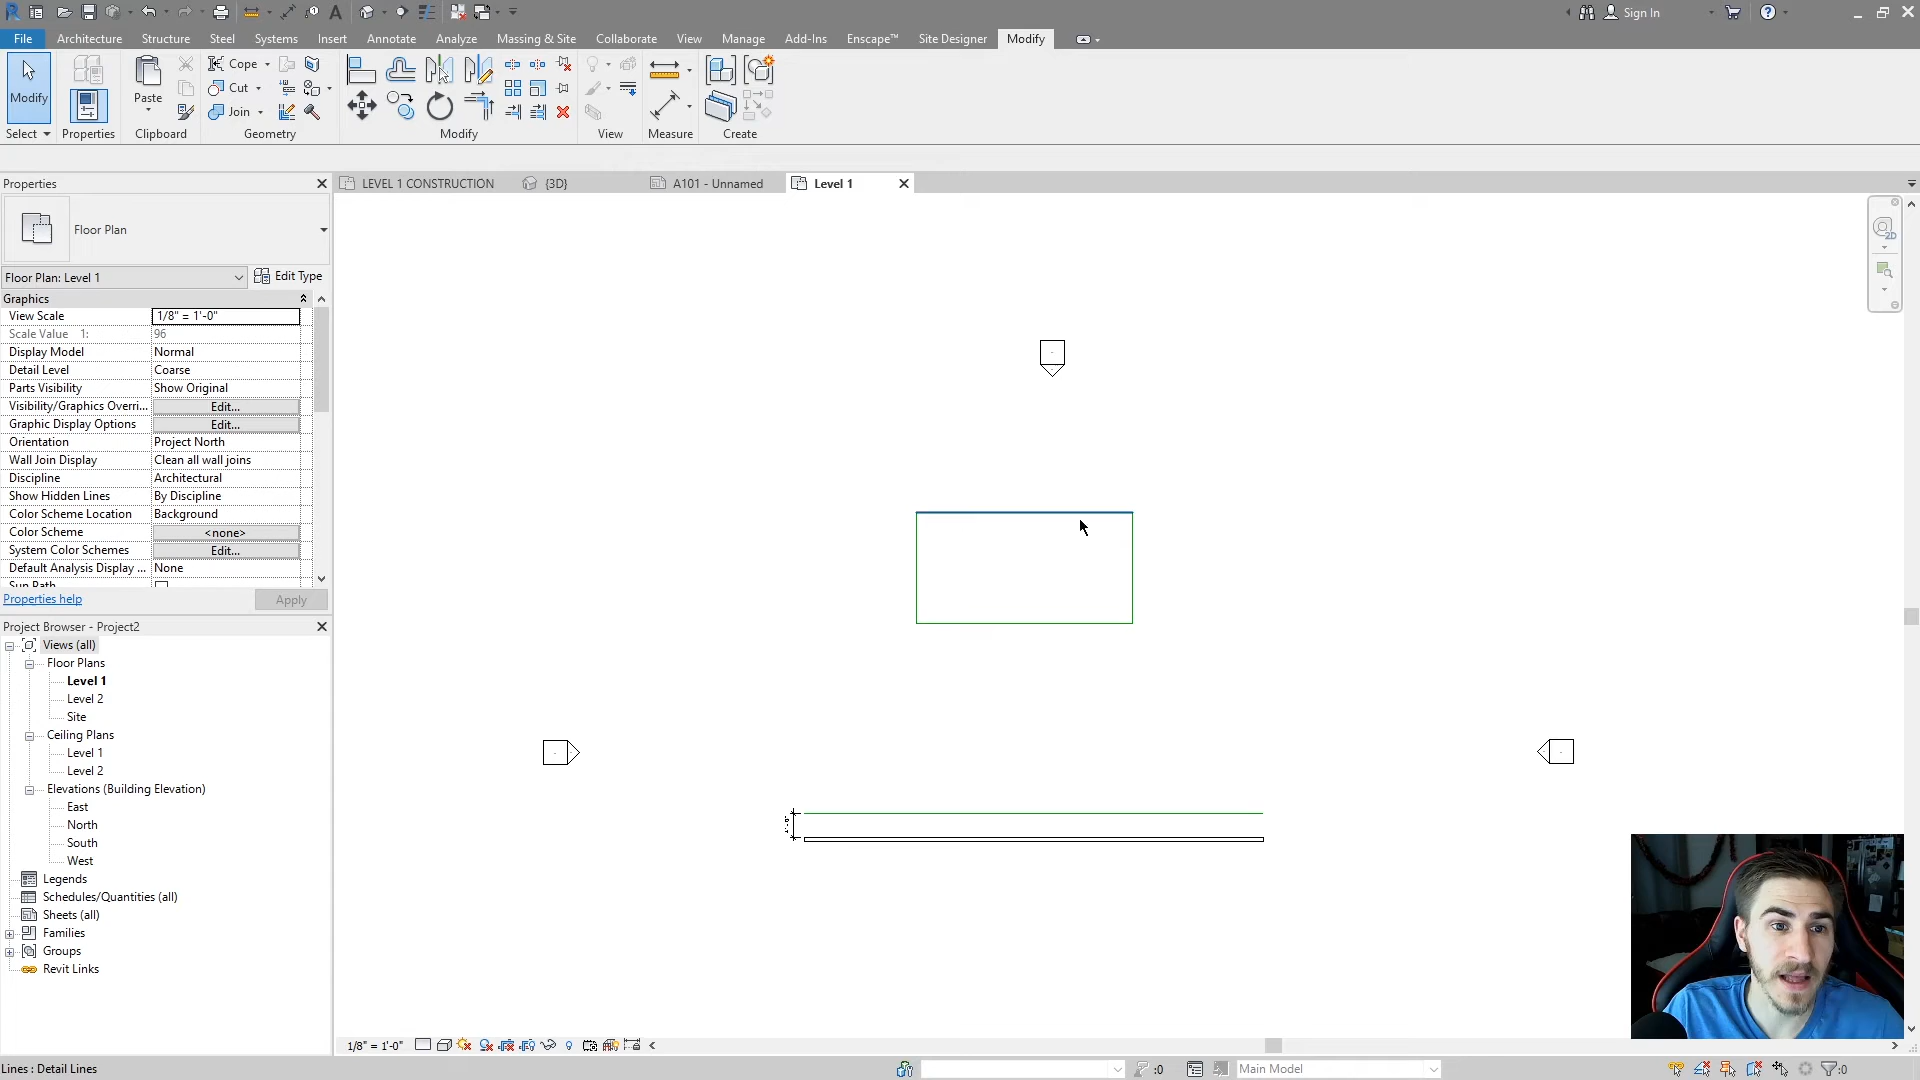 Sign In
File Architecture Structure Steel Systems Insert Annotate Analyze Massing & Site Collaborate View Manage Add-Ins Enscape™ Site Designer Modify
Modify
Paste
Cope
Cut
Join
Select Properties Clipboard Geometry Modify View Measure Create
Properties
LEVEL 1 CONSTRUCTION {3D} A101 - Unnamed Level 1
Floor Plan
Floor Plan: Level 1 Edit Type
Graphics
View Scale 1/8" = 1'-0"
Scale Value 1: 96
Display Model Normal
Detail Level Coarse
Parts Visibility Show Original
Visibility/Graphics Overri... Edit...
Graphic Display Options Edit...
Orientation Project North
Wall Join Display Clean all wall joins
Discipline Architectural
Show Hidden Lines By Discipline
Color Scheme Location Background
Color Scheme <none>
System Color Schemes Edit...
Default Analysis Display ... None
Sun Path
Properties help Apply
Project Browser - Project2
Views (all)
Floor Plans
Level 1
Level 2
Site
Ceiling Plans
Level 1
Level 2
Elevations (Building Elevation)
East
North
South
West
Legends
Schedules/Quantities (all)
Sheets (all)
Families
Groups
Revit Links
1/8" = 1'-0"
Lines : Detail Lines :0 Main Model :0
2D